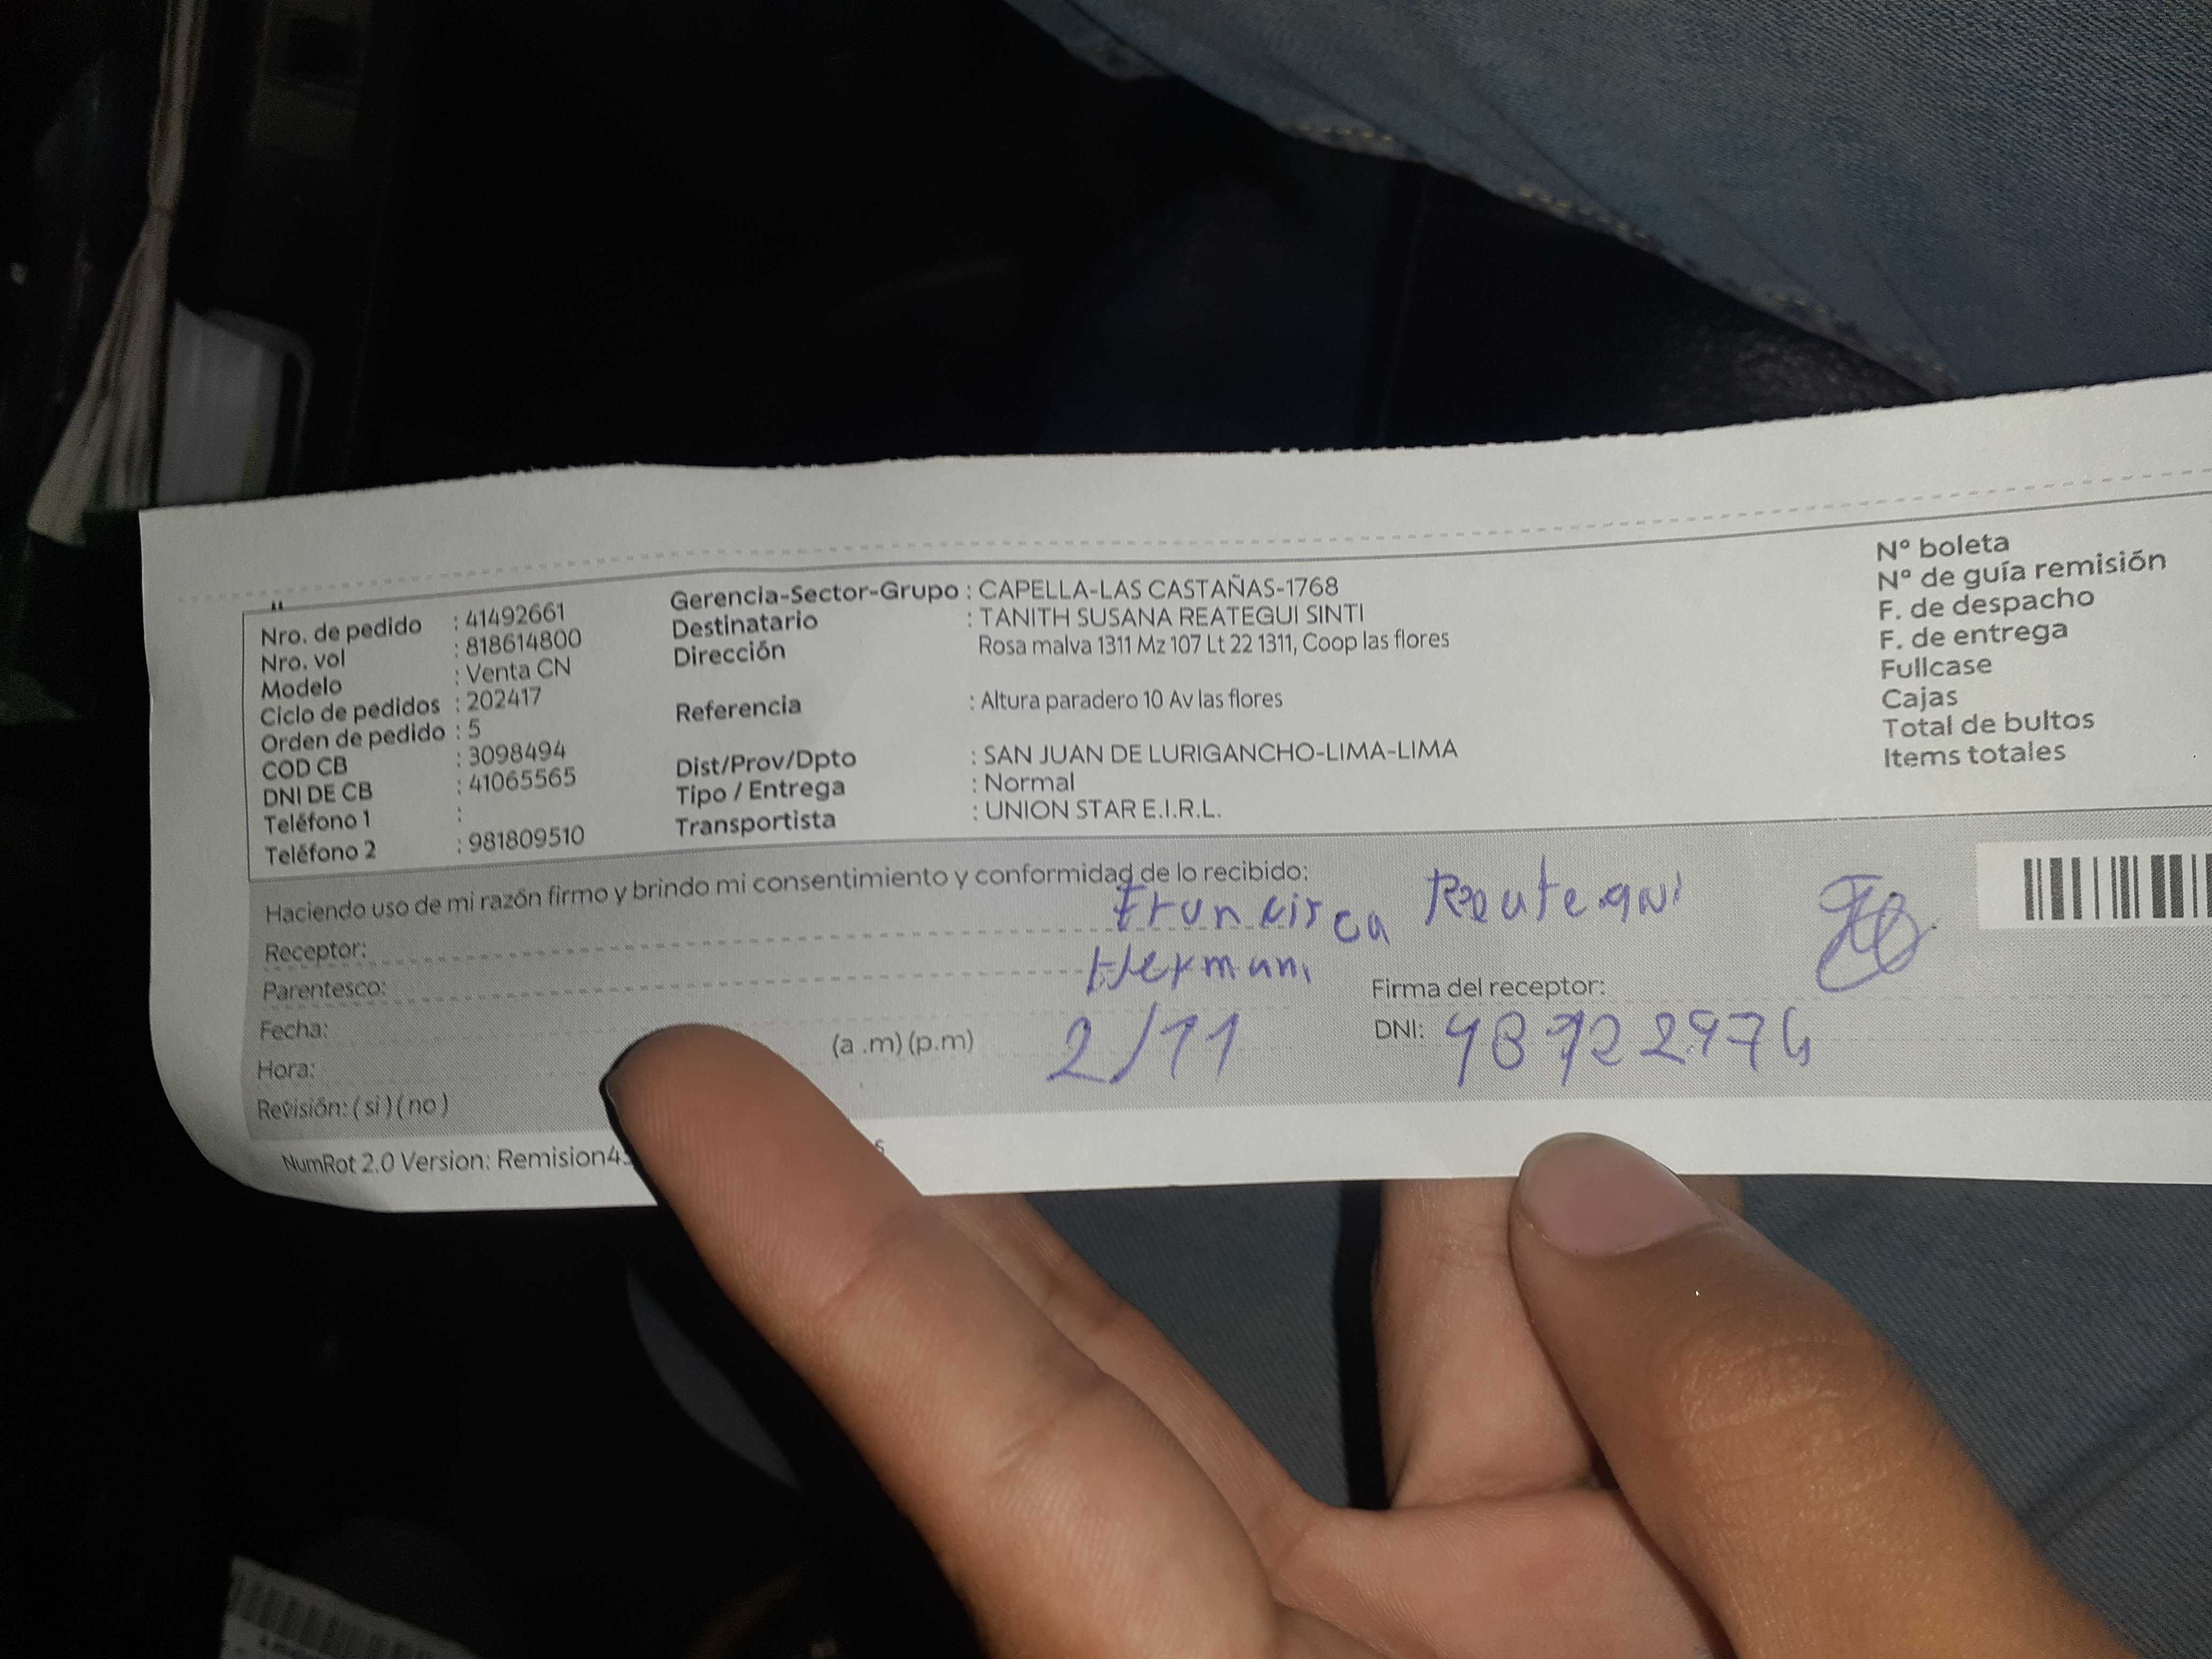 Nro. de pedido : 41492661
Nro. vol : 818614800
Modelo : Venta CN
Ciclo de pedidos : 202417
Orden de pedido : 5
COD CB : 3098494
DNI DE CB : 41065565
Teléfono 1 :
Teléfono 2 : 981809510
Gerencia-Sector-Grupo : CAPELLA-LAS CASTAÑAS-1768
Destinatario : TANITH SUSANA REATEGUI SINTI
Dirección Rosa malva 1311 Mz 107 Lt 22 1311, Coop las flores
Referencia : Altura paradero 10 Av las flores
Dist/Prov/Dpto : SAN JUAN DE LURIGANCHO-LIMA-LIMA
Tipo / Entrega : Normal
Transportista : UNION STAR E.I.R.L.
N° boleta
N° de guía remisión
F. de despacho
F. de entrega
Fullcase
Cajas
Total de bultos
Items totales
Haciendo uso de mi razón firmo y brindo mi consentimiento y conformidad de lo recibido:
Receptor: Francisca Reategui
Parentesco:
Fecha: 2/11
Hora: (a .m) (p.m)
Revisión: ( si ) ( no )
Firma del receptor:
DNI:
NumRot 2.0 Version: